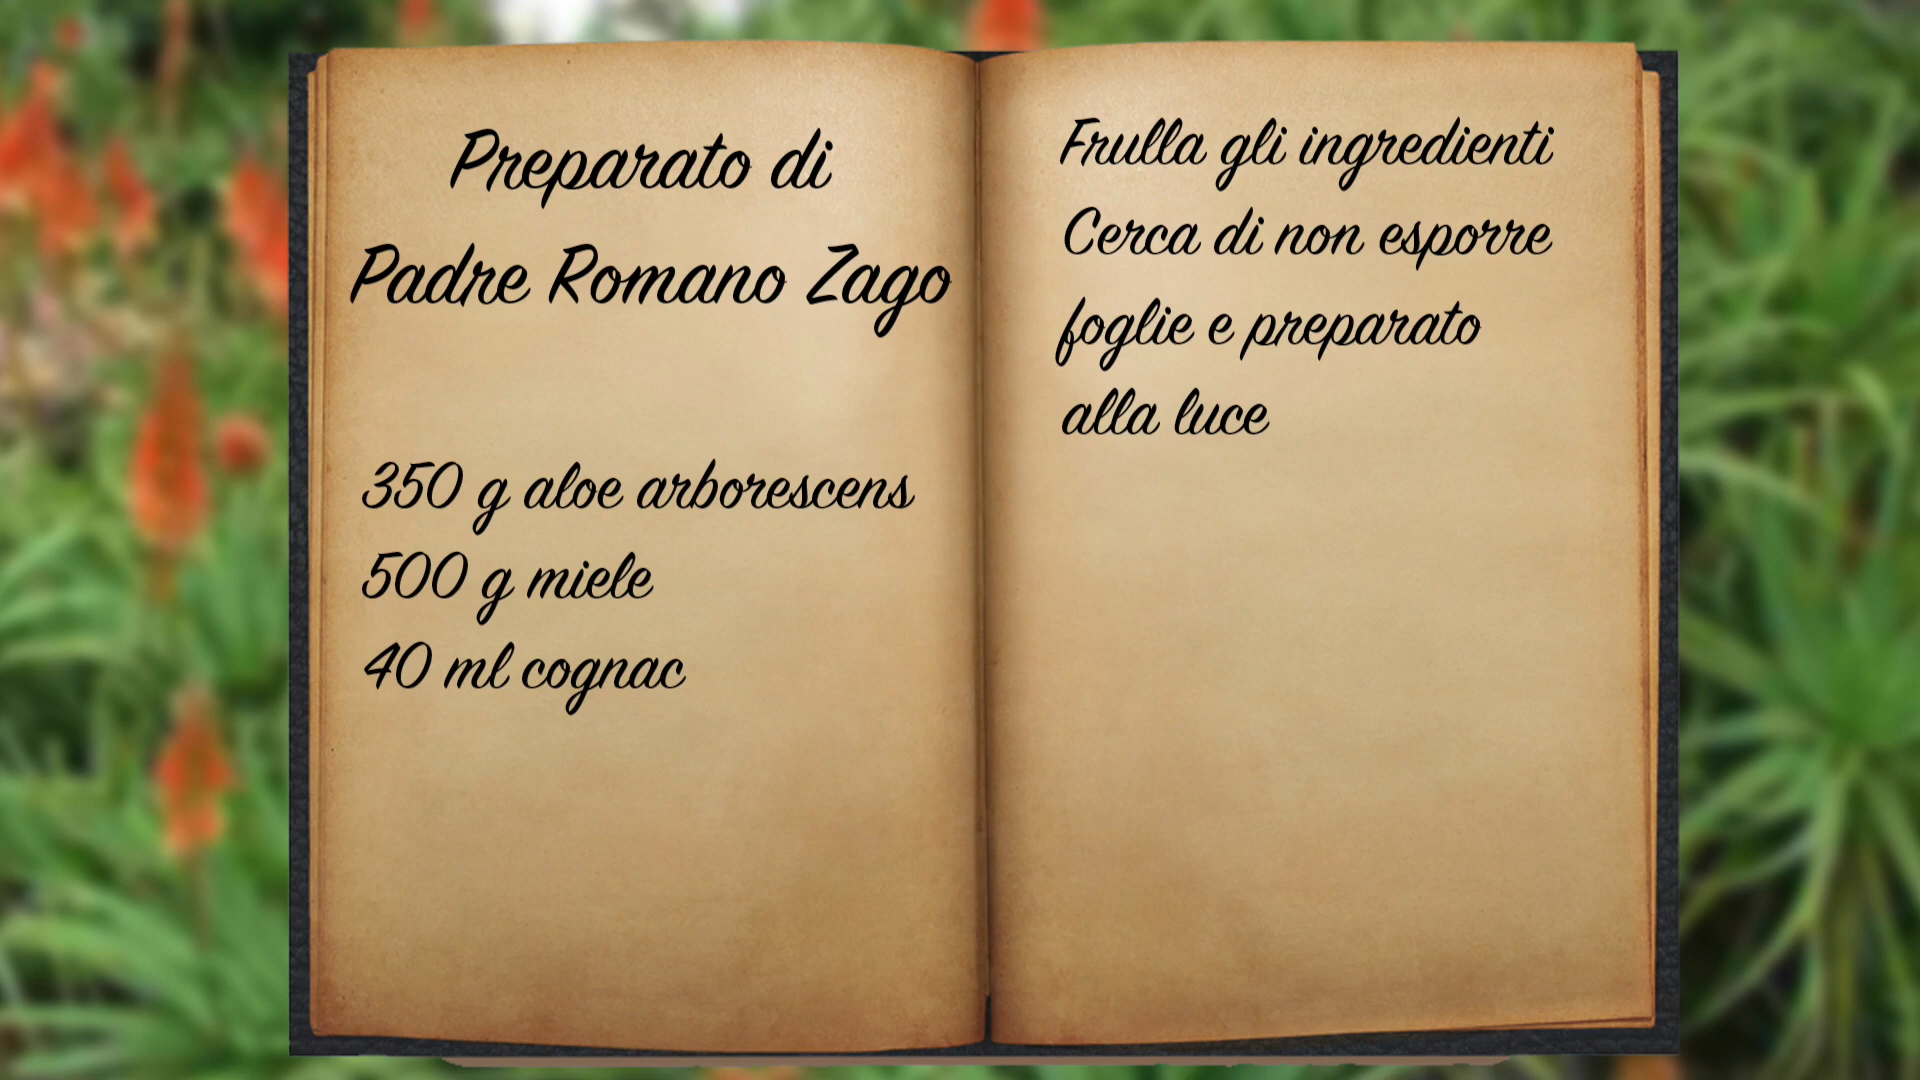 Preparato di
Padre Romano Zago
350 g aloe arborescens
500 g miele
40 ml cognac
Frulla gli ingredienti
Cerca di non esporre
foglie e preparato
alla luce